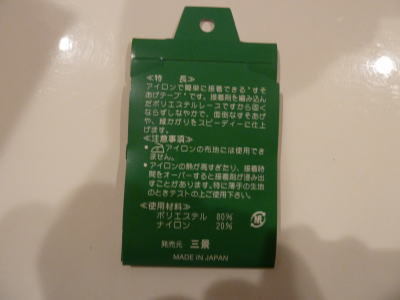 ≪特　長≫
アイロンで簡単に接着できる"すそ
あげテープ"です。接着剤を編み込ん
だポリエステルレースですから固く
ならずしなやかで、面倒なすそあげ
や、縁かがりをスピーディーに仕上
げます。
≪注意事項≫
•アイロンの布地には使用でき
ません。
•アイロンの熱が高すぎたり、接着時
間をオーバーすると接着剤が浸み出
すことがあります。特に薄手の生地
のときテストの上ご使用下さい。
≪使用材料≫
ポリエステル 80%
ナイロン 20%
発売元 三景
MADE IN JAPAN